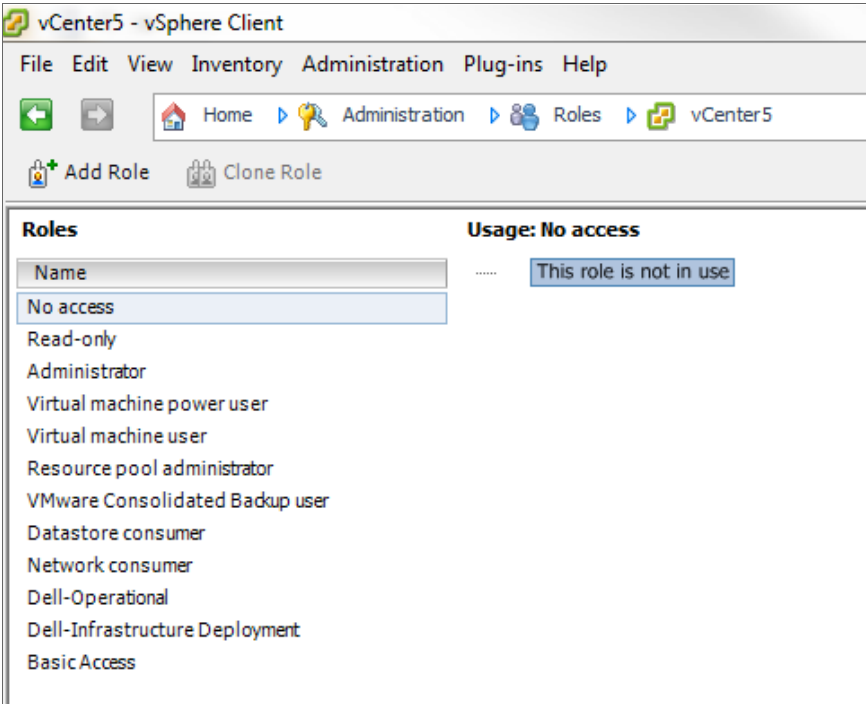 vCenter5 - vSphere Client
File Edit View Inventory Administration Plug-ins Help
Home Administration Roles vCenter5
Add Role Clone Role
Roles
Name
No access
Read-only
Administrator
Virtual machine power user
Virtual machine user
Resource pool administrator
VMware Consolidated Backup user
Datastore consumer
Network consumer
Dell-Operational
Dell-Infrastructure Deployment
Basic Access
Usage: No access
This role is not in use